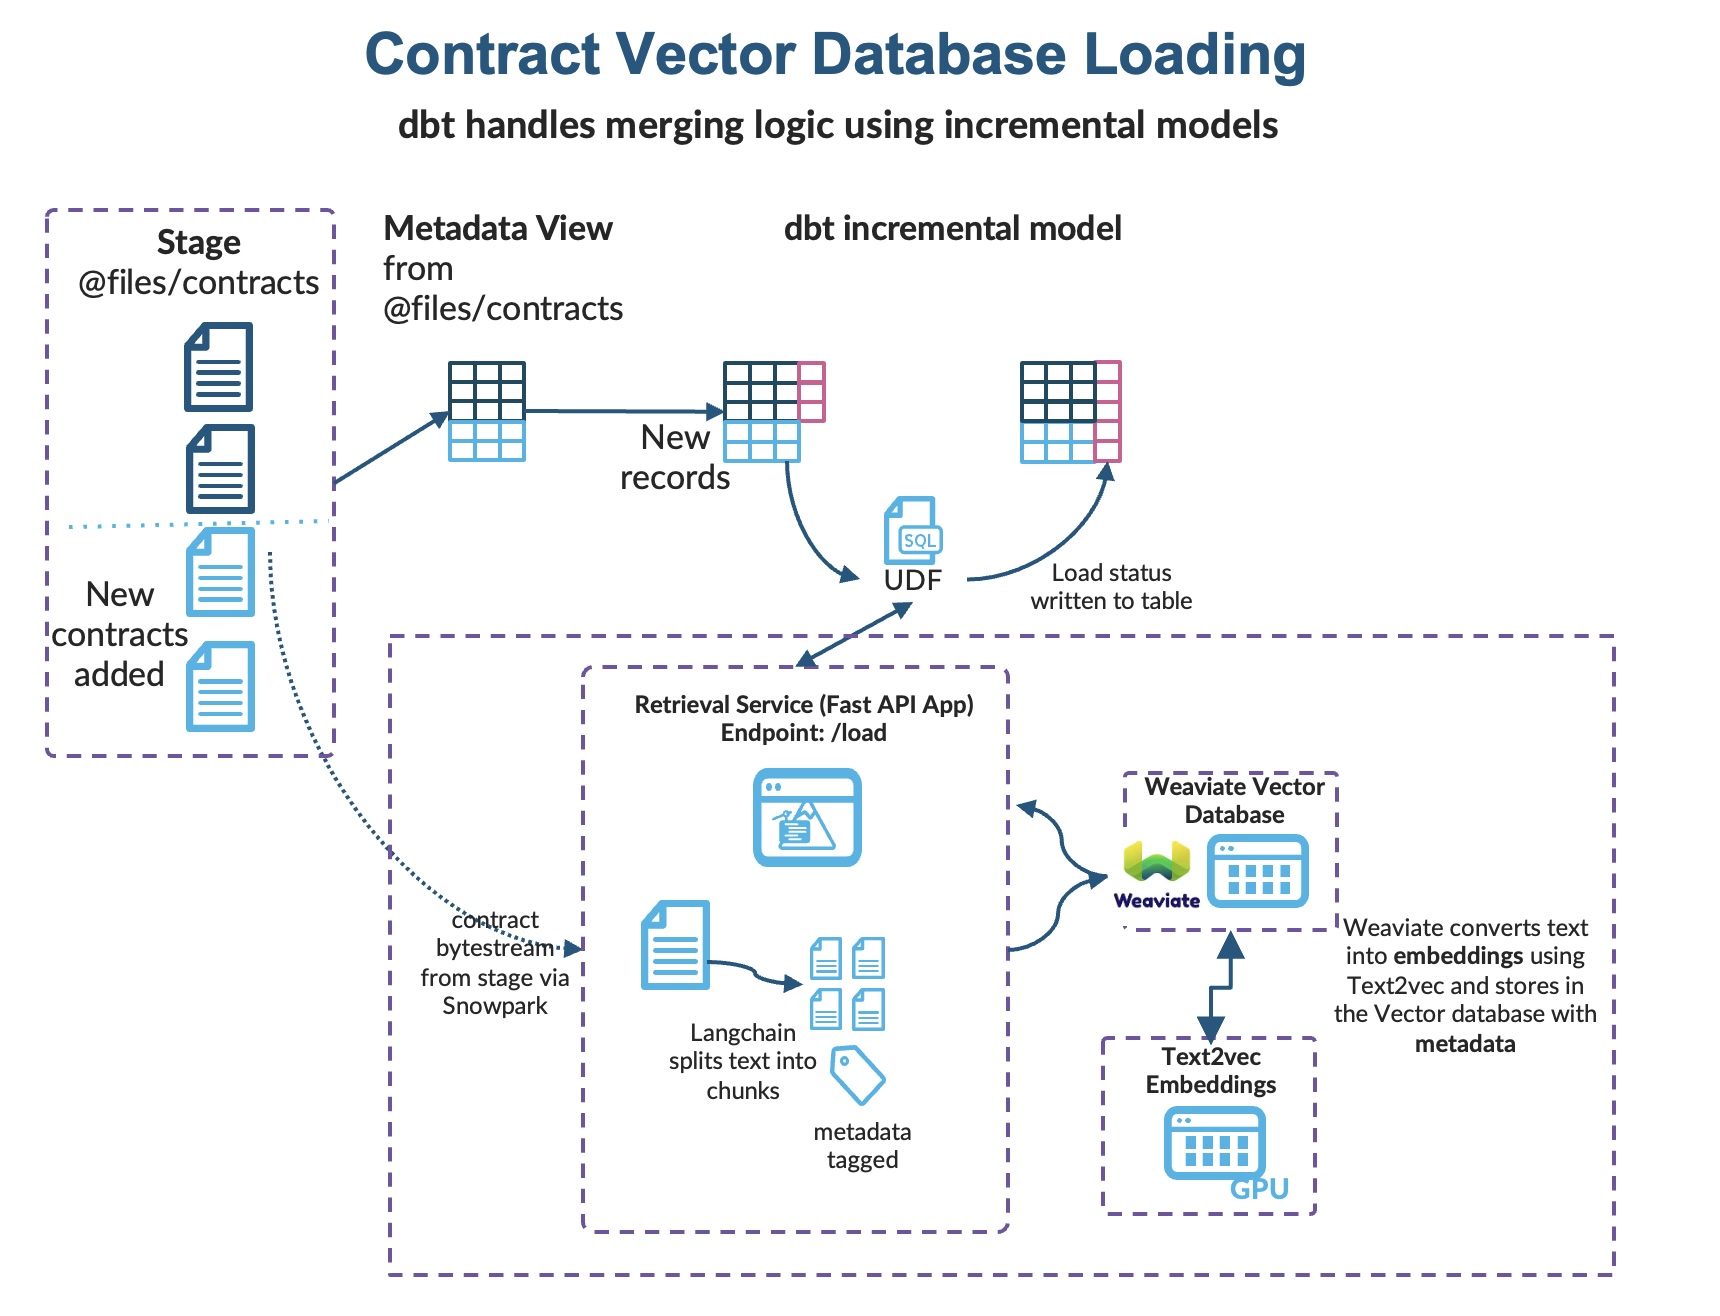 Contract Vector Database Loading
dbt handles merging logic using incremental models
Stage
@files/contracts
New
contracts
added
Metadata View
from
@files/contracts
dbt incremental model
New
records
SQL
UDF
Load status
written to table
contract
bytestream
from stage via
Snowpark
Retrieval Service (Fast API App)
Endpoint: /load
Langchain
splits text into
chunks
metadata
tagged
Weaviate Vector
Database
Weaviate
Weaviate converts text
into embeddings using
Text2vec and stores in
the Vector database with
metadata
Text2vec
Embeddings
GPU